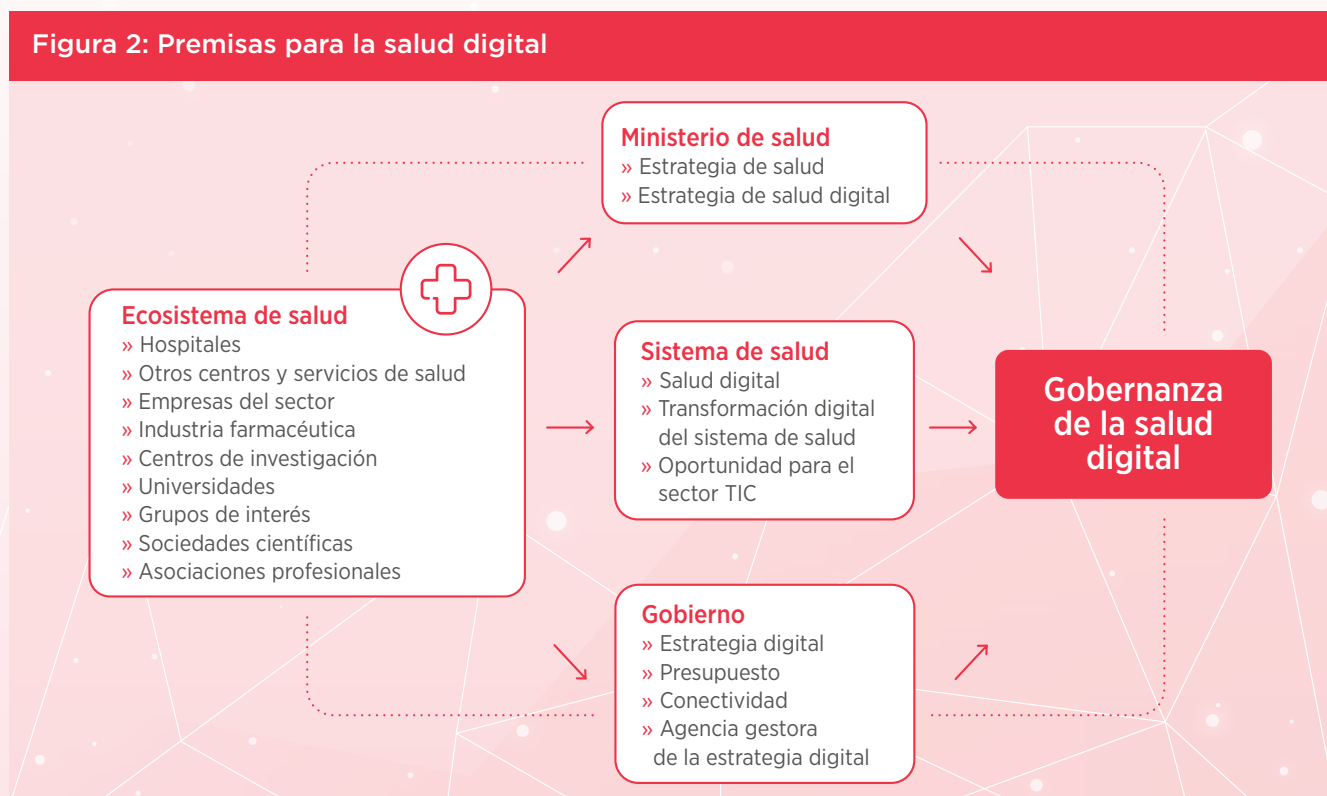 Figura 2: Premisas para la salud digital
Ministerio de salud
» Estrategia de salud
» Estrategia de salud digital
Ecosistema de salud
» Hospitales
» Otros centros y servicios de salud
» Empresas del sector
» Industria farmacéutica
» Centros de investigación
» Universidades
» Grupos de interés
» Sociedades científicas
» Asociaciones profesionales
Sistema de salud
» Salud digital
» Transformación digital
del sistema de salud
» Oportunidad para el
sector TIC
Gobierno
» Estrategia digital
» Presupuesto
» Conectividad
» Agencia gestora
de la estrategia digital
Gobernanza
de la salud
digital